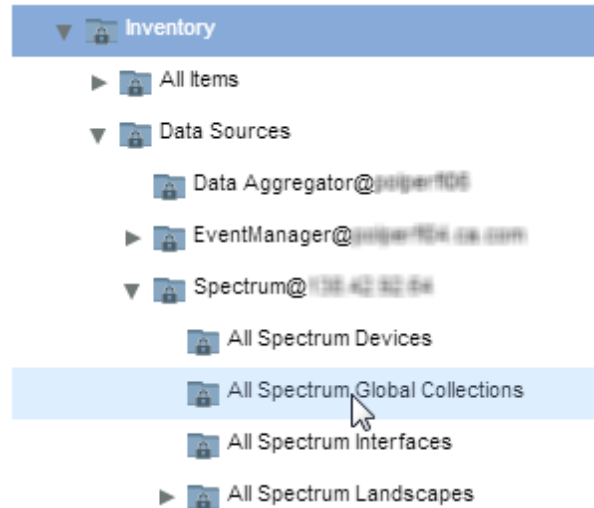 Inventory
All Items
Data Sources
Data Aggregator@
EventManager@
Spectrum@
All Spectrum Devices
All Spectrum Global Collections
All Spectrum Interfaces
All Spectrum Landscapes